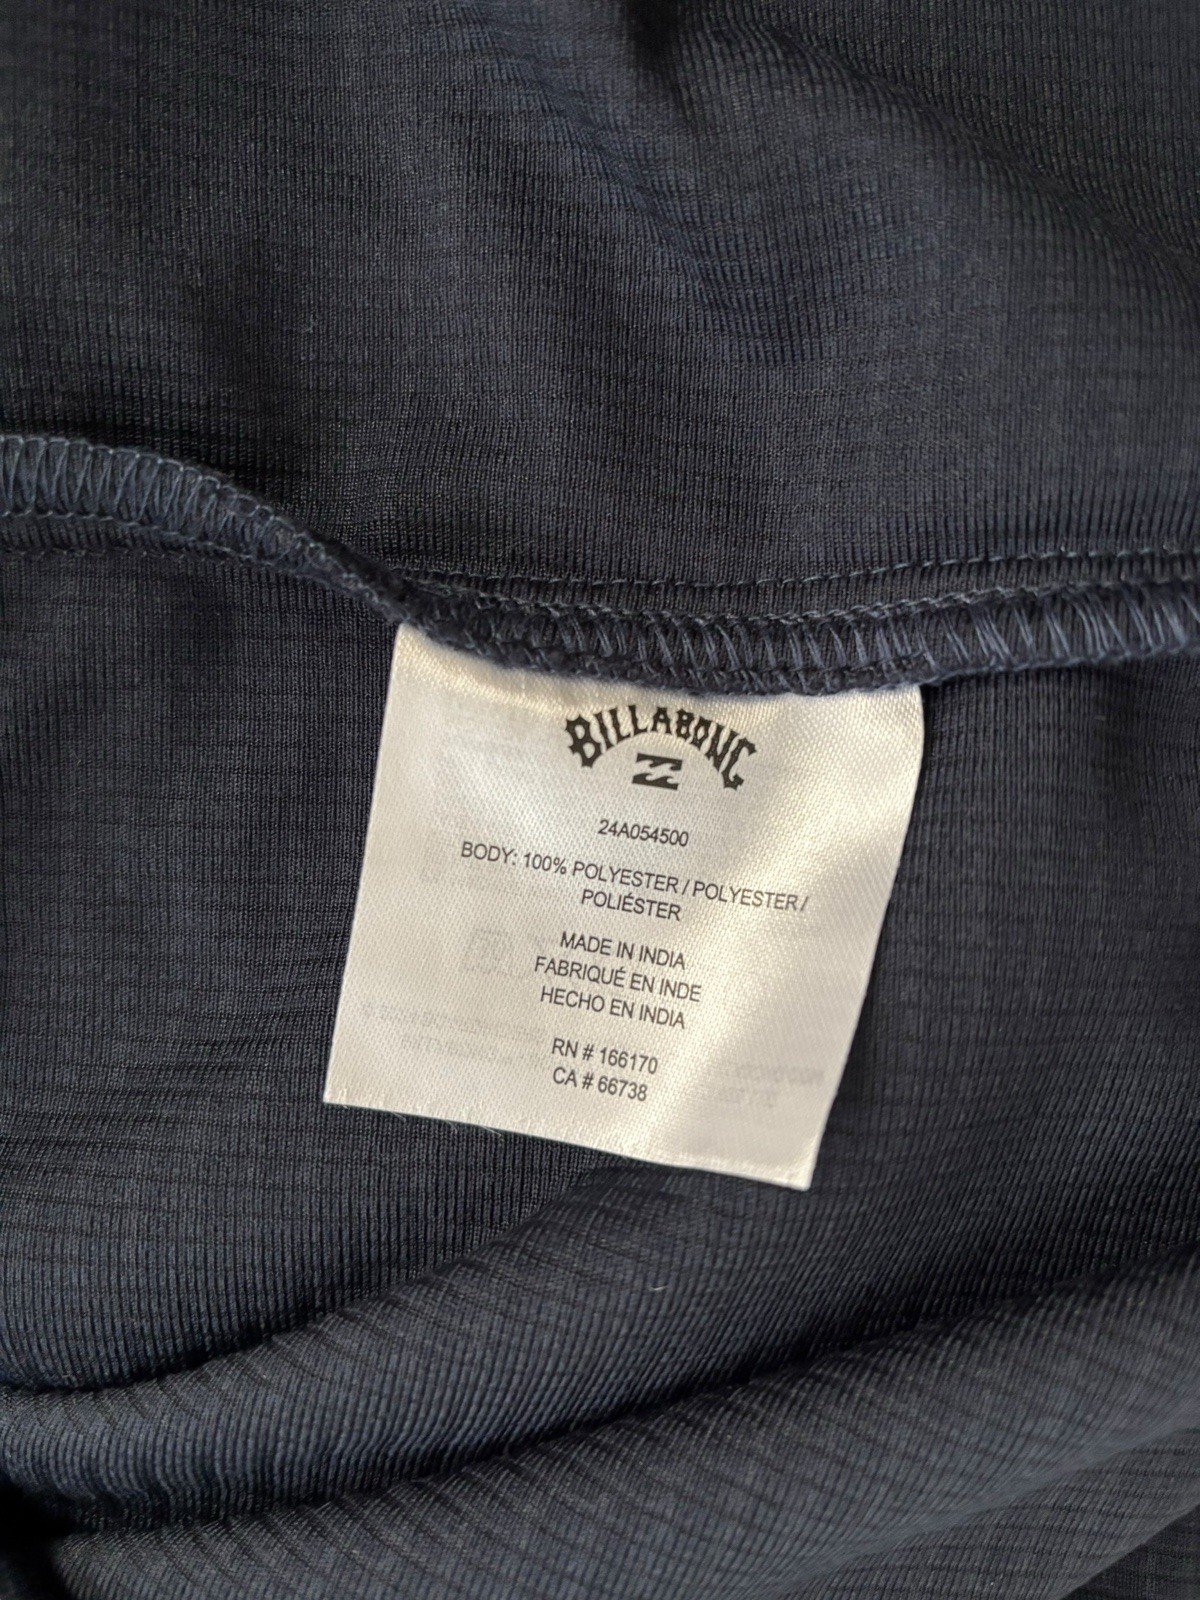 BILLABONG
24A054500
BODY: 100% POLYESTER / POLYESTER /
POLIÉSTER
MADE IN INDIA
FABRIQUÉ EN INDE
HECHO EN INDIA
RN # 166170
CA # 66738